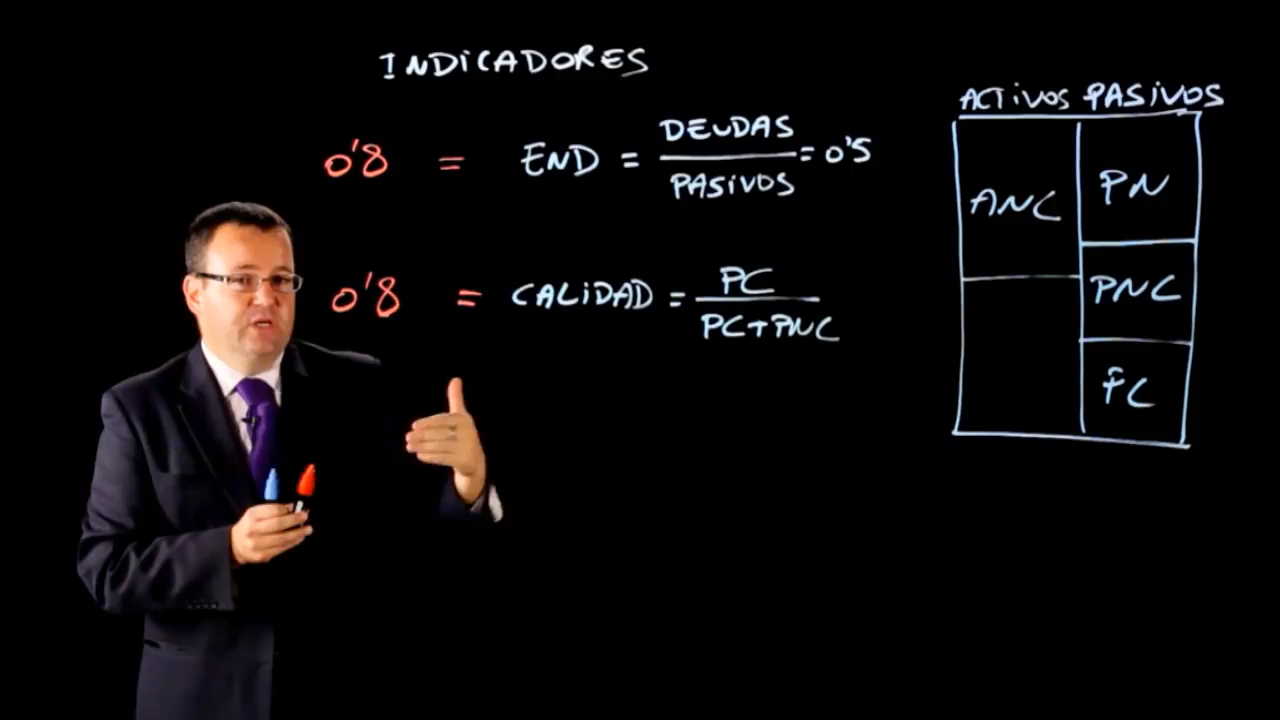 INDICADORES
0'8 = END = DEUDAS / PASIVOS = 0'5
0'8 = CALIDAD = PC / PC+PNC
ACTIVOS PASIVOS
ANC
PN
PNC
PC